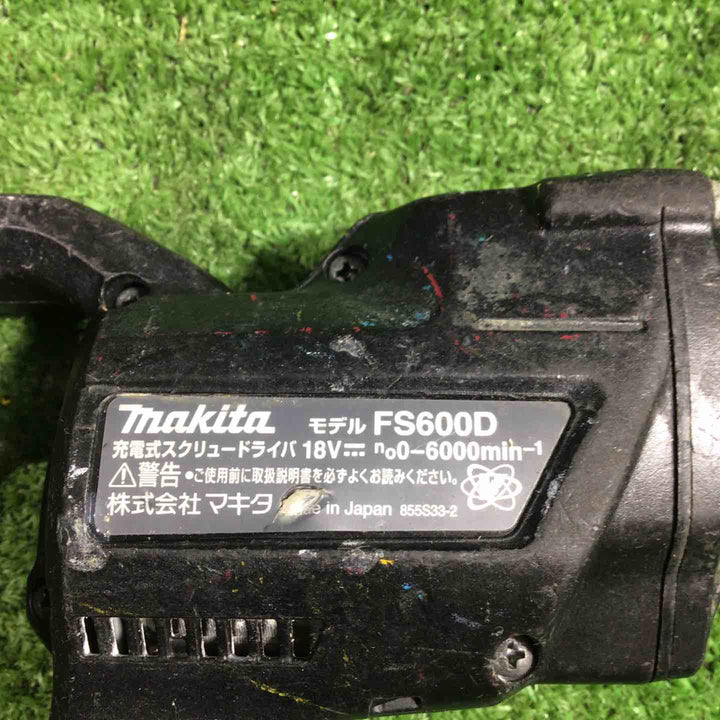 makita モデル FS600D
充電式スクリュードライバ 18V⎓ n₀0-6000min⁻¹
⚠警告 ●ご使用前に取扱説明書を必ずよくお読みください。
株式会社 マキタ in Japan 855S33-2